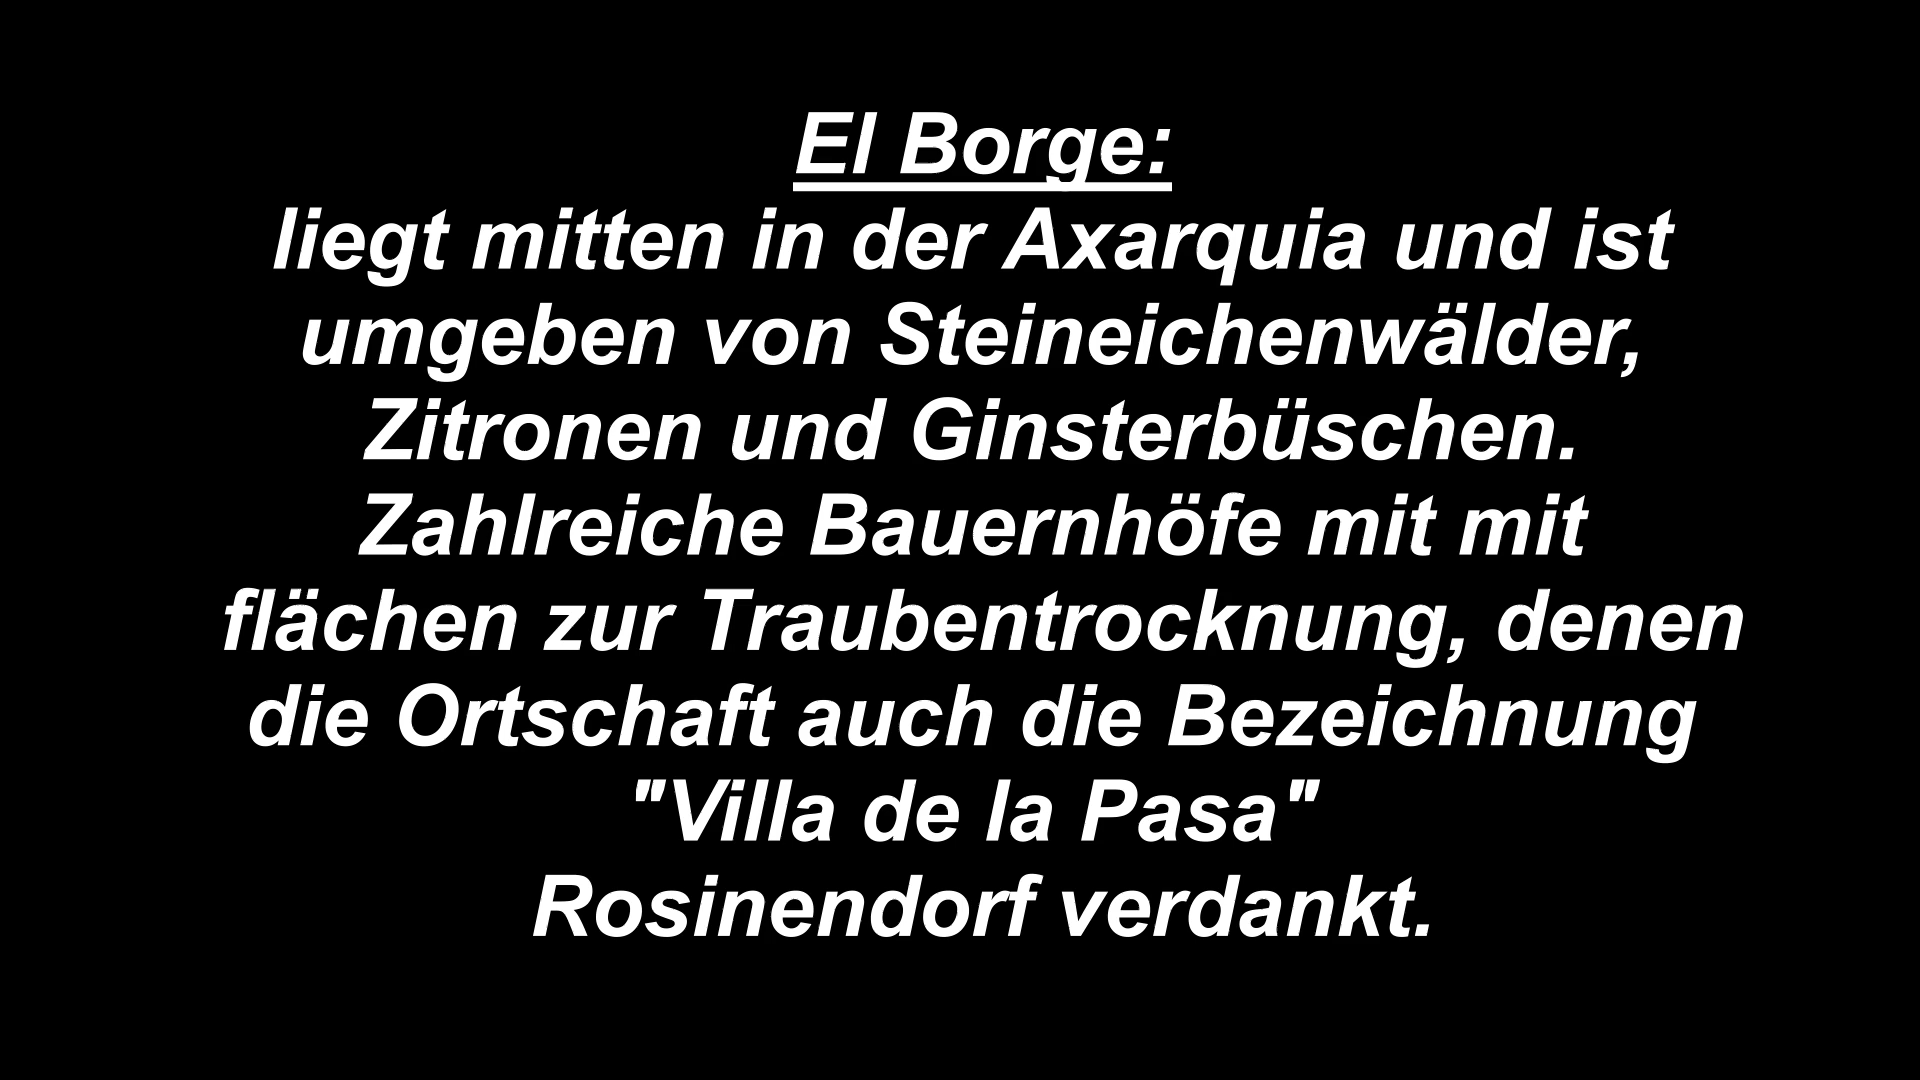 El Borge:
liegt mitten in der Axarquia und ist
umgeben von Steineichenwälder,
Zitronen und Ginsterbüschen.
Zahlreiche Bauernhöfe mit mit
flächen zur Traubentrocknung, denen
die Ortschaft auch die Bezeichnung
"Villa de la Pasa"
Rosinendorf verdankt.